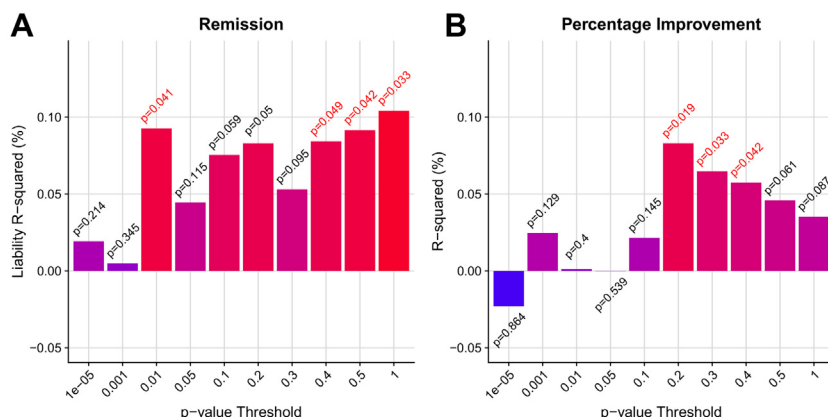 A
Remission
Liability R−squared (%)
0.10
0.05
0.00
−0.05
p=0.214
p=0.345
p=0.041
p=0.115
p=0.059
p=0.05
p=0.095
p=0.049
p=0.042
p=0.033
1e−05
0.001
0.01
0.05
0.1
0.2
0.3
0.4
0.5
1
p−value Threshold
B
Percentage Improvement
R−squared (%)
0.10
0.05
0.00
−0.05
p=0.864
p=0.129
p=0.4
p=0.539
p=0.145
p=0.019
p=0.033
p=0.042
p=0.061
p=0.087
1e−05
0.001
0.01
0.05
0.1
0.2
0.3
0.4
0.5
1
p−value Threshold